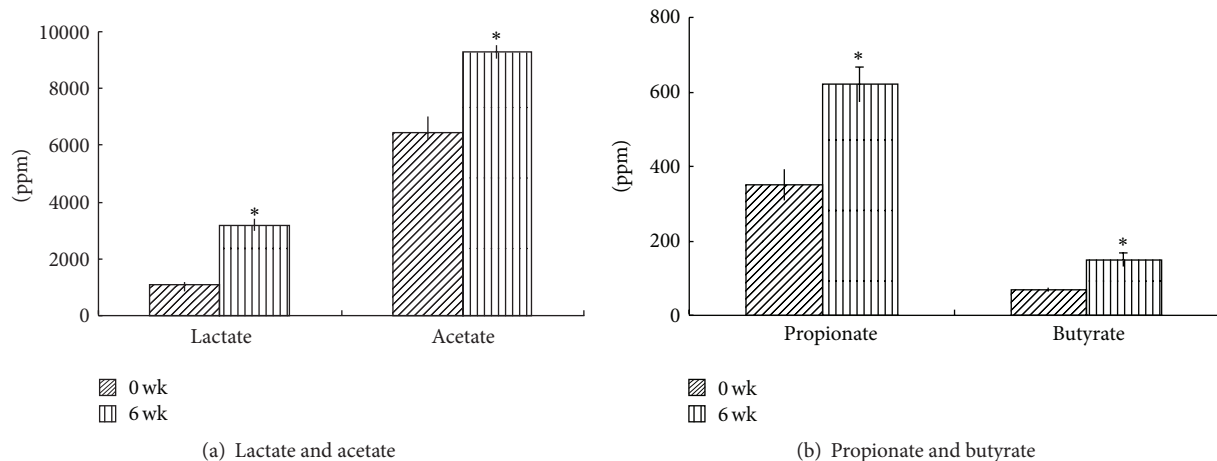 10000
8000
6000
4000
2000
0
(ppm)
*
*
Lactate
Acetate
0 wk
6 wk
(a) Lactate and acetate
800
600
400
200
0
(ppm)
*
*
Propionate
Butyrate
0 wk
6 wk
(b) Propionate and butyrate